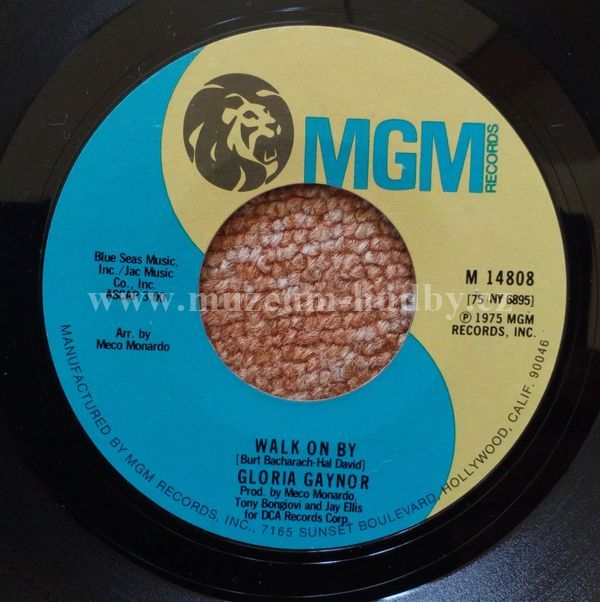 MGM
RECORDS
Blue Seas Music,
Inc./Jac Music
Co., Inc.
ASCAP 3:00
Arr. by
Meco Monardo
M 14808
[75 NY 6895]
Ⓟ 1975 MGM
RECORDS, INC.
www.muzeum-hudby.cz
WALK ON BY
[Burt Bacharach-Hal David]
GLORIA GAYNOR
Prod. by Meco Monardo,
Tony Bongiovi and Jay Ellis
for DCA Records Corp.
MANUFACTURED BY MGM RECORDS, INC., 7165 SUNSET BOULEVARD, HOLLYWOOD, CALIF. 90046